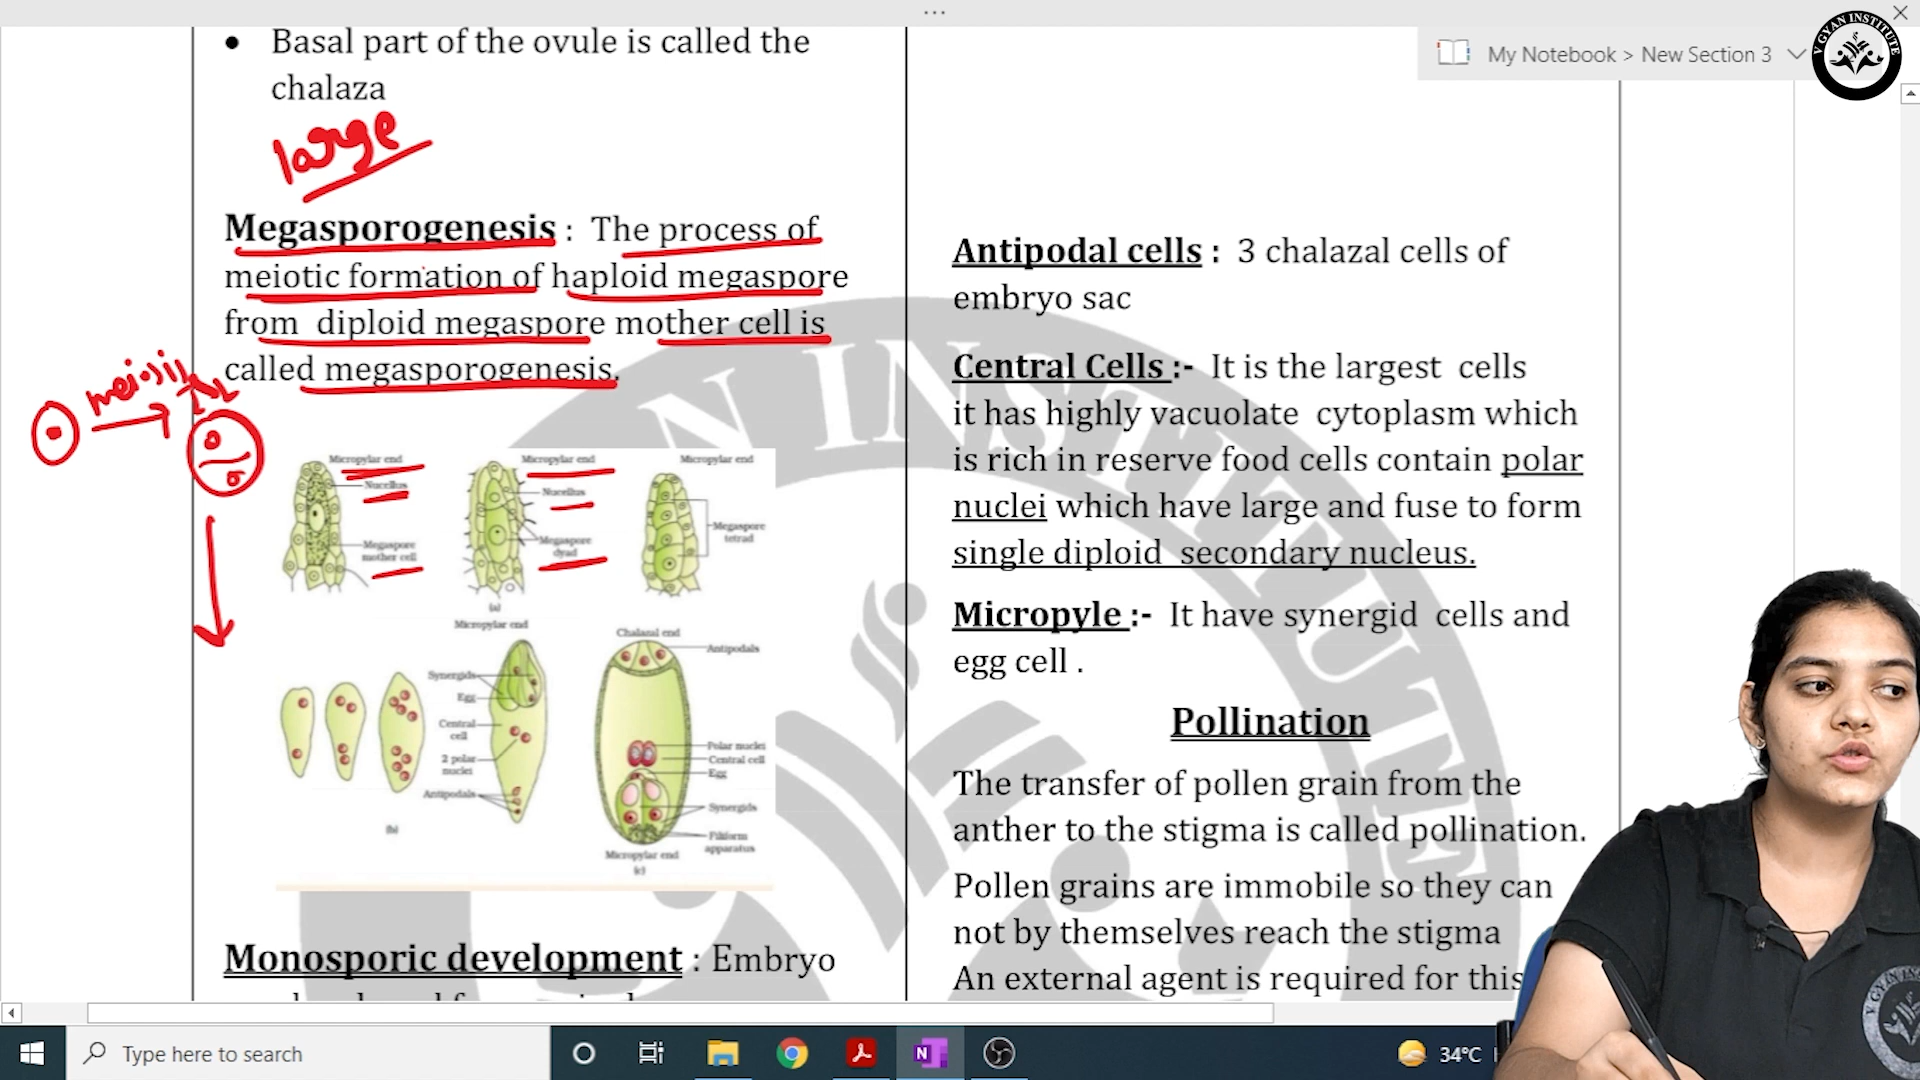 ...
My Notebook > New Section 3
V GYAN INSTITUTE
• Basal part of the ovule is called the
chalaza
large
Megasporogenesis : The process of
meiotic formation of haploid megaspore
from diploid megaspore mother cell is
called megasporogenesis.
meiosis
Micropylar end
Nucellus
Megaspore
mother cell
Micropylar end
Nucellus
Megaspore
dyad
(a)
Micropylar end
Megaspore
tetrad
Micropylar end
Synergids
Egg
Central
cell
2 polar
nuclei
Antipodals
(b)
Chalazal end
Antipodals
Polar nuclei
Central cell
Egg
Synergids
Filiform
apparatus
Micropylar end
(c)
Monosporic development : Embryo
Antipodal cells : 3 chalazal cells of
embryo sac
Central Cells :- It is the largest cells
it has highly vacuolate cytoplasm which
is rich in reserve food cells contain polar
nuclei which have large and fuse to form
single diploid secondary nucleus.
Micropyle :- It have synergid cells and
egg cell .
Pollination
The transfer of pollen grain from the
anther to the stigma is called pollination.
Pollen grains are immobile so they can
not by themselves reach the stigma
An external agent is required for this
Type here to search
34°C